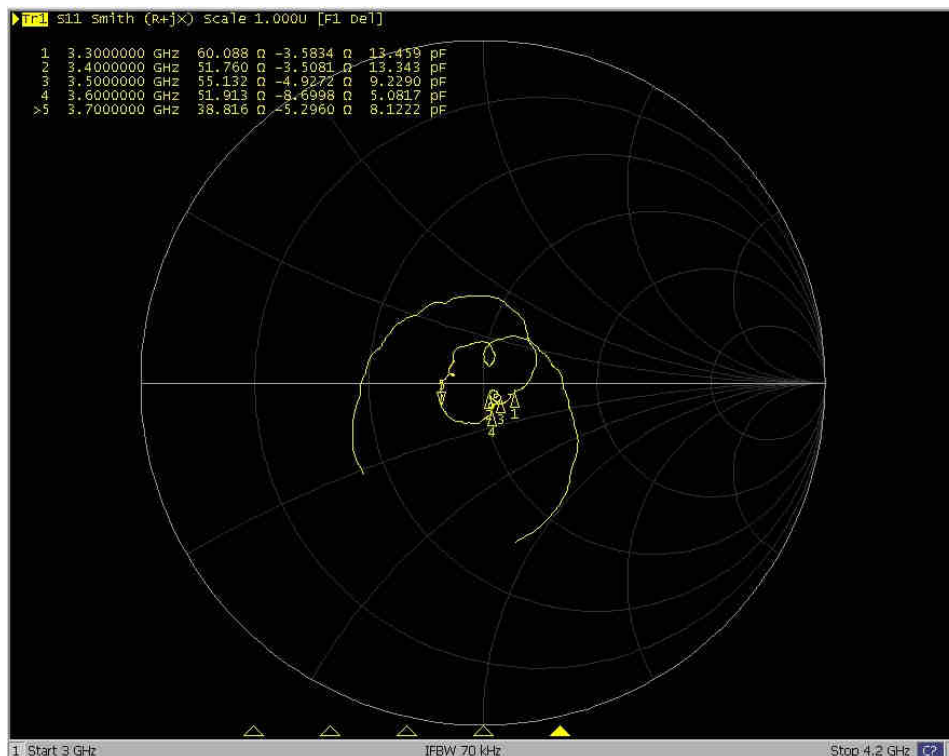 Tr1 S11 Smith (R+jX) Scale 1.000U [F1 Del]
1 3.3000000 GHz 60.088 Ω -3.5834 Ω 13.459 pF
2 3.4000000 GHz 51.760 Ω -3.5081 Ω 13.343 pF
3 3.5000000 GHz 55.132 Ω -4.9272 Ω 9.2290 pF
4 3.6000000 GHz 51.913 Ω -8.6998 Ω 5.0817 pF
>5 3.7000000 GHz 38.816 Ω -5.2960 Ω 8.1222 pF
1
3
4
1 Start 3 GHz IFBW 70 kHz Stop 4.2 GHz C?